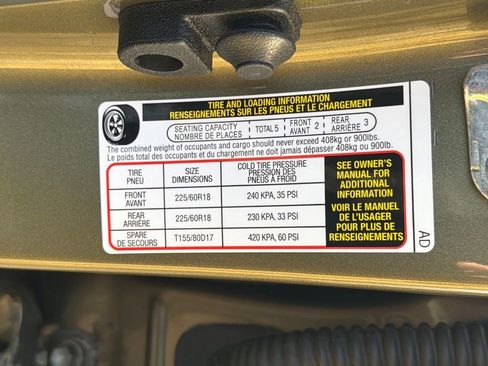 TIRE AND LOADING INFORMATION
RENSEIGNEMENTS SUR LES PNEUS ET LE CHARGEMENT
SEATING CAPACITY
NOMBRE DE PLACES
TOTAL 5
FRONT
AVANT 2
REAR
ARRIÈRE 3
The combined weight of occupants and cargo should never exceed 408kg or 900lbs.
Le poids total des occupants et du chargement ne doit jamais dépasser 408kg ou 900lb.
TIRE
PNEU
SIZE
DIMENSIONS
COLD TIRE PRESSURE
PRESSION DES
PNEUS À FROID
FRONT
AVANT
225/60R18
240 KPA, 35 PSI
REAR
ARRIÈRE
225/60R18
230 KPA, 33 PSI
SPARE
DE SECOURS
T155/80D17
420 KPA, 60 PSI
SEE OWNER'S
MANUAL FOR
ADDITIONAL
INFORMATION
VOIR LE MANUEL
DE L'USAGER
POUR PLUS DE
RENSEIGNEMENTS
AD